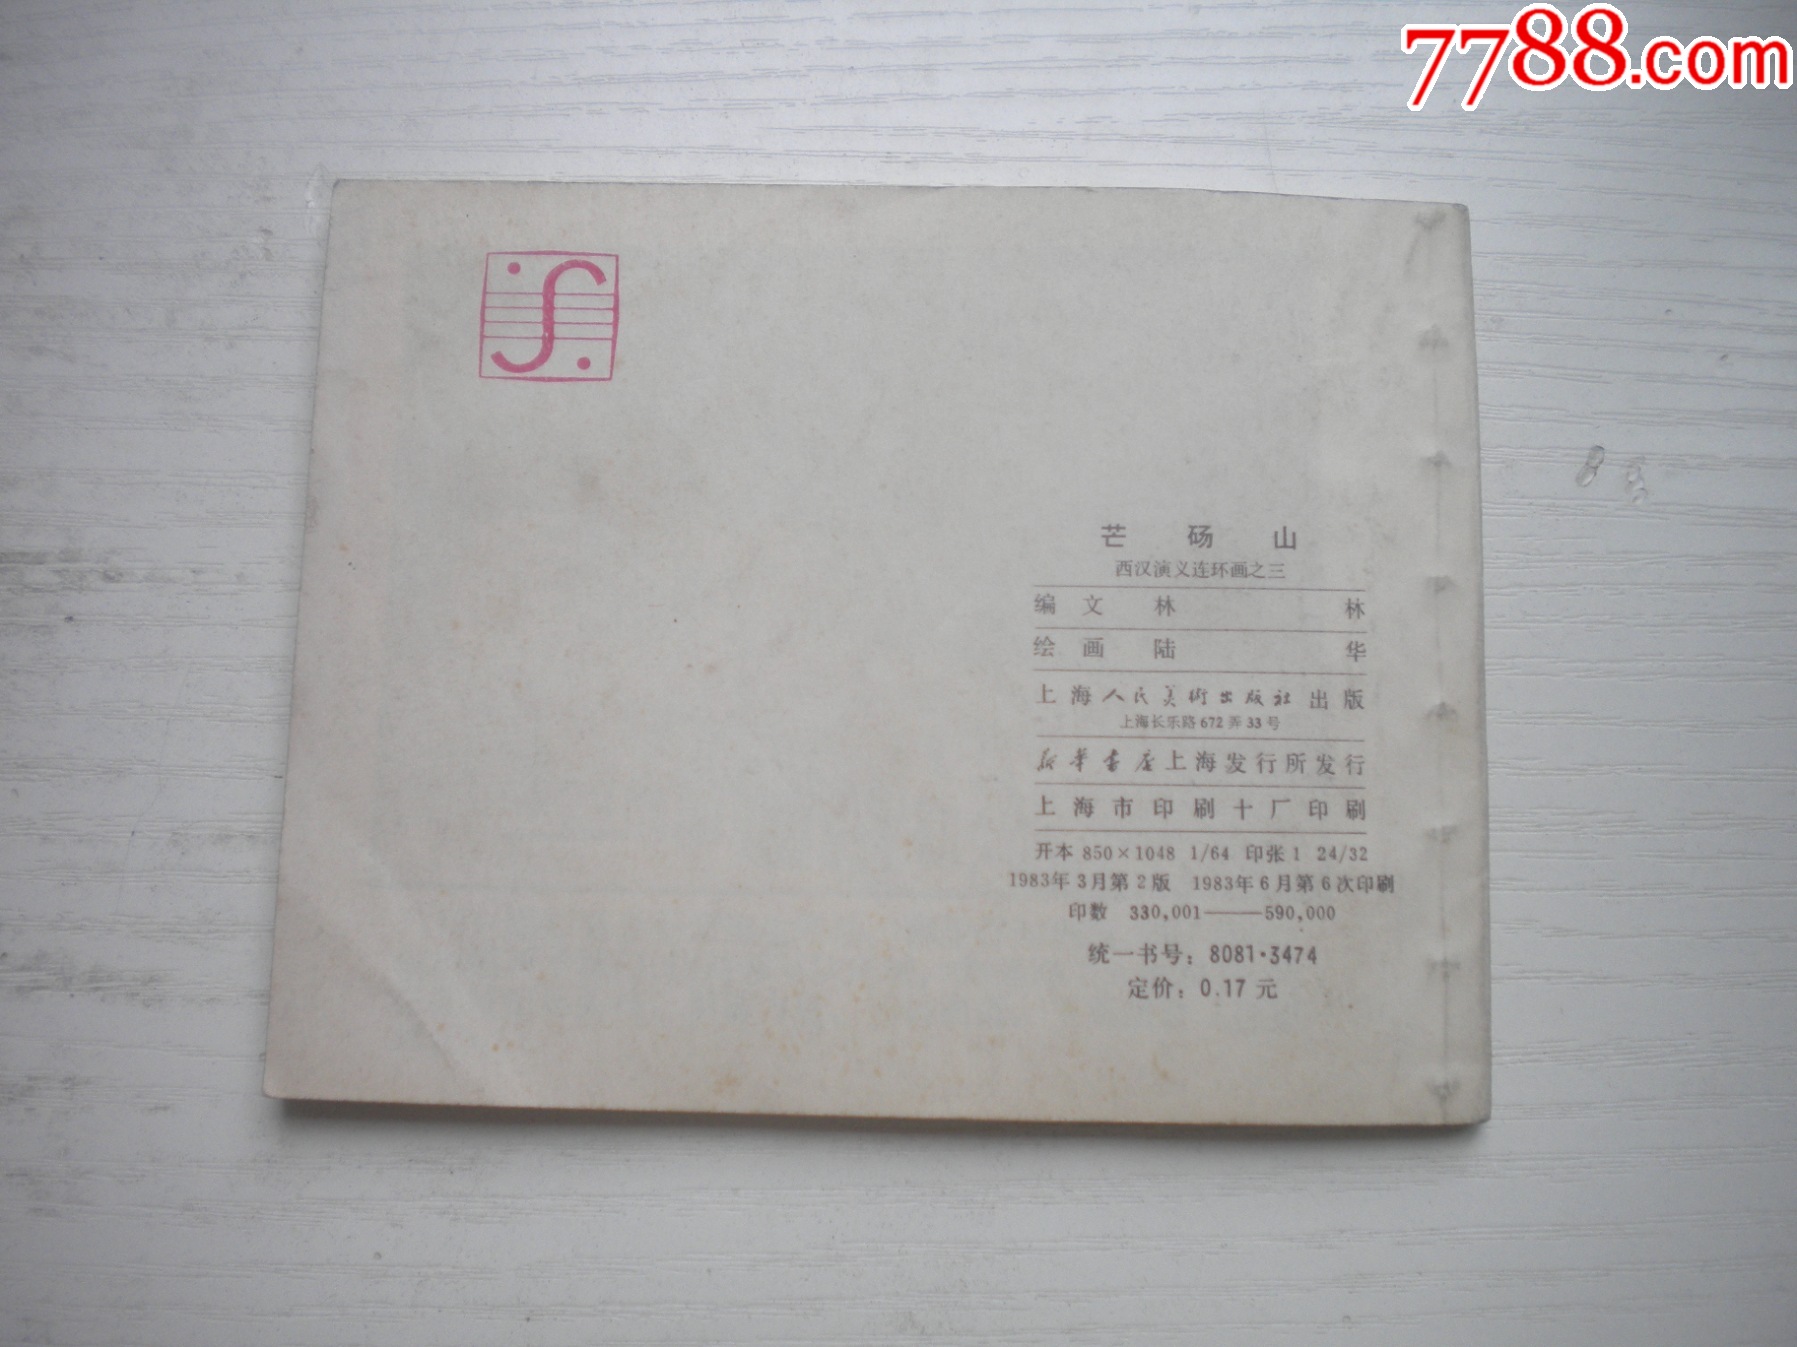 7788.com
芒砀山
西汉演义连环画之三
编文 林林
绘画 陆华
上海人民美術出版社出版
上海长乐路672弄33号
新华书店上海发行所发行
上海市印刷十厂印刷
开本 850×1048 1/64 印张 1 24/32
1983年3月第2版 1983年6月第6次印刷
印数 330,001——590,000
统一书号：8081·3474
定价：0.17元